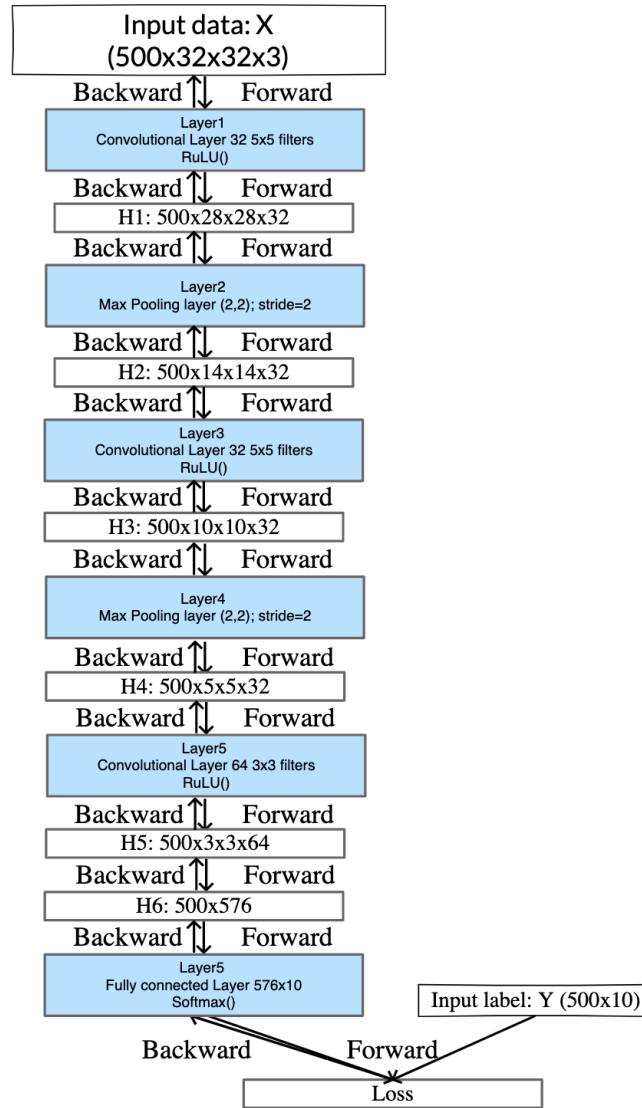 Input data: X
(500x32x32x3)
Backward Forward
Layer1
Convolutional Layer 32 5x5 filters
RuLU()
Backward Forward
H1: 500x28x28x32
Backward Forward
Layer2
Max Pooling layer (2,2); stride=2
Backward Forward
H2: 500x14x14x32
Backward Forward
Layer3
Convolutional Layer 32 5x5 filters
RuLU()
Backward Forward
H3: 500x10x10x32
Backward Forward
Layer4
Max Pooling layer (2,2); stride=2
Backward Forward
H4: 500x5x5x32
Backward Forward
Layer5
Convolutional Layer 64 3x3 filters
RuLU()
Backward Forward
H5: 500x3x3x64
Backward Forward
H6: 500x576
Backward Forward
Layer5
Fully connected Layer 576x10
Softmax()
Input label: Y (500x10)
Backward Forward
Loss